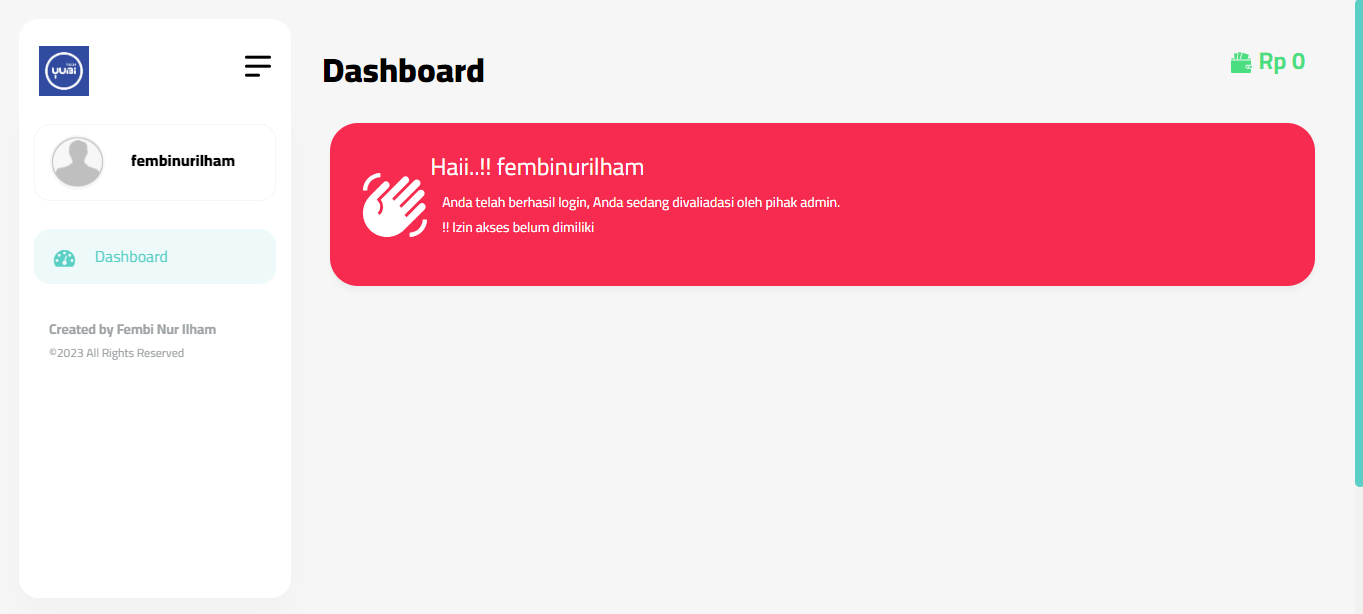 YUBI
fembinurilham
Dashboard
Created by Fembi Nur Ilham
©2023 All Rights Reserved
Dashboard
Rp 0
Haii..!! fembinurilham
Anda telah berhasil login, Anda sedang divaliadasi oleh pihak admin.
!! Izin akses belum dimiliki